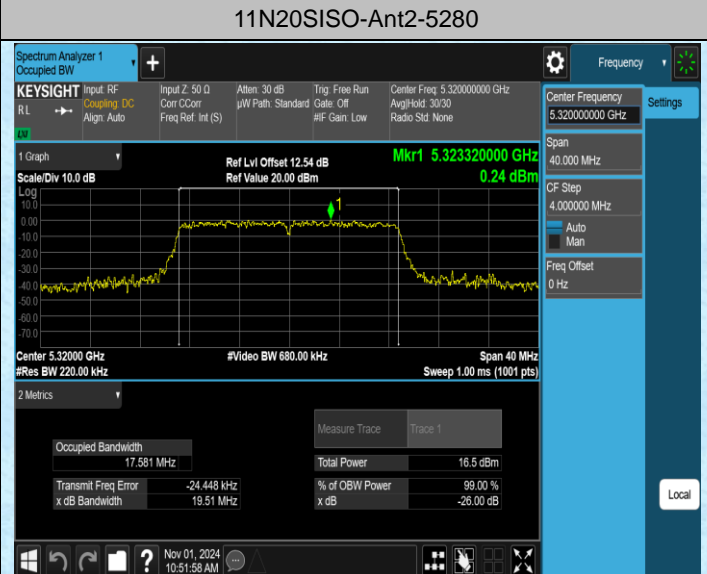 11N20SISO-Ant2-5280
Spectrum Analyzer 1
Occupied BW
+
Frequency
KEYSIGHT
RL
LXI
Input: RF
Coupling: DC
Align: Auto
Input Z: 50 Ω
Corr CCorr
Freq Ref: Int (S)
Atten: 30 dB
µW Path: Standard
Trig: Free Run
Gate: Off
#IF Gain: Low
Center Freq: 5.320000000 GHz
Avg|Hold: 30/30
Radio Std: None
Center Frequency
5.320000000 GHz
Settings
Span
40.000 MHz
CF Step
4.000000 MHz
Auto
Man
Freq Offset
0 Hz
1 Graph
Scale/Div 10.0 dB
Ref Lvl Offset 12.54 dB
Ref Value 20.00 dBm
Mkr1 5.323320000 GHz
0.24 dBm
Log
10.0
0.00
-10.0
-20.0
-30.0
-40.0
-50.0
-60.0
-70.0
1
Center 5.32000 GHz
#Res BW 220.00 kHz
#Video BW 680.00 kHz
Span 40 MHz
Sweep 1.00 ms (1001 pts)
2 Metrics
Measure Trace Trace 1
Occupied Bandwidth
17.581 MHz
Total Power 16.5 dBm
Transmit Freq Error -24.448 kHz
% of OBW Power 99.00 %
x dB Bandwidth 19.51 MHz
x dB -26.00 dB
Local
?
Nov 01, 2024
10:51:58 AM